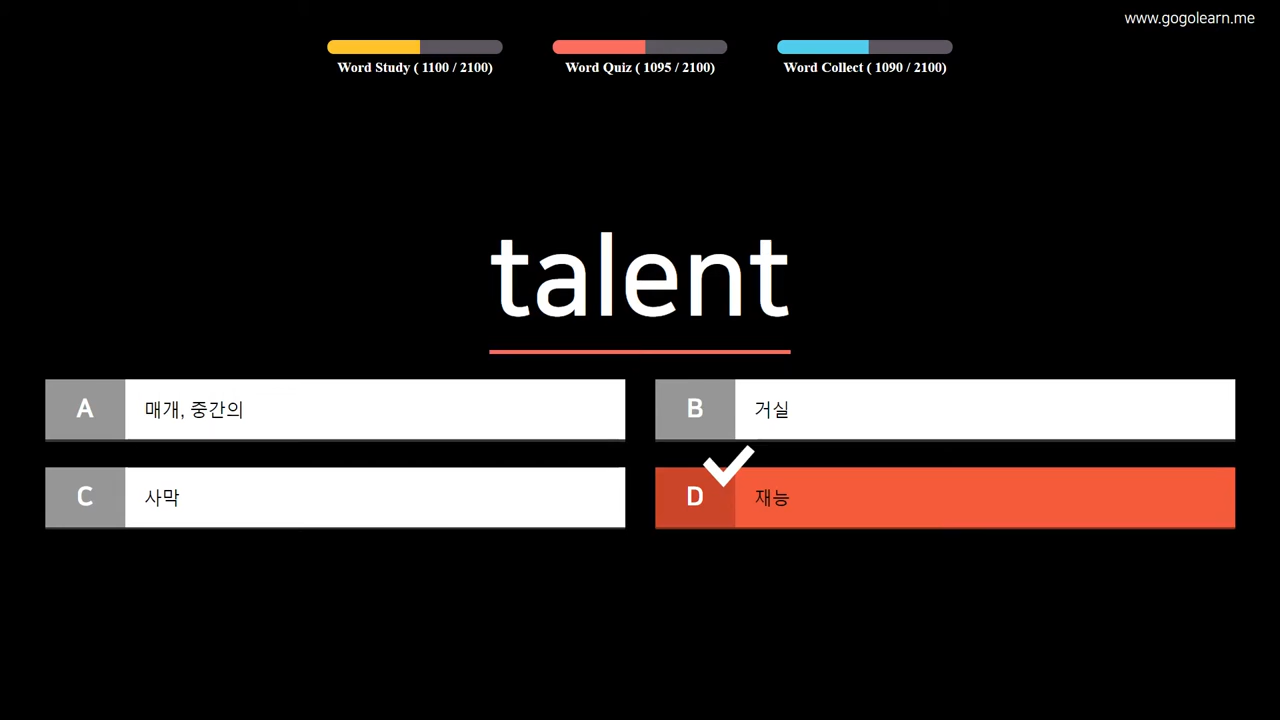 www.gogolearn.me
Word Study ( 1100 / 2100)
Word Quiz ( 1095 / 2100)
Word Collect ( 1090 / 2100)
talent
A 매개, 중간의
B 거실
C 사막
D 재능